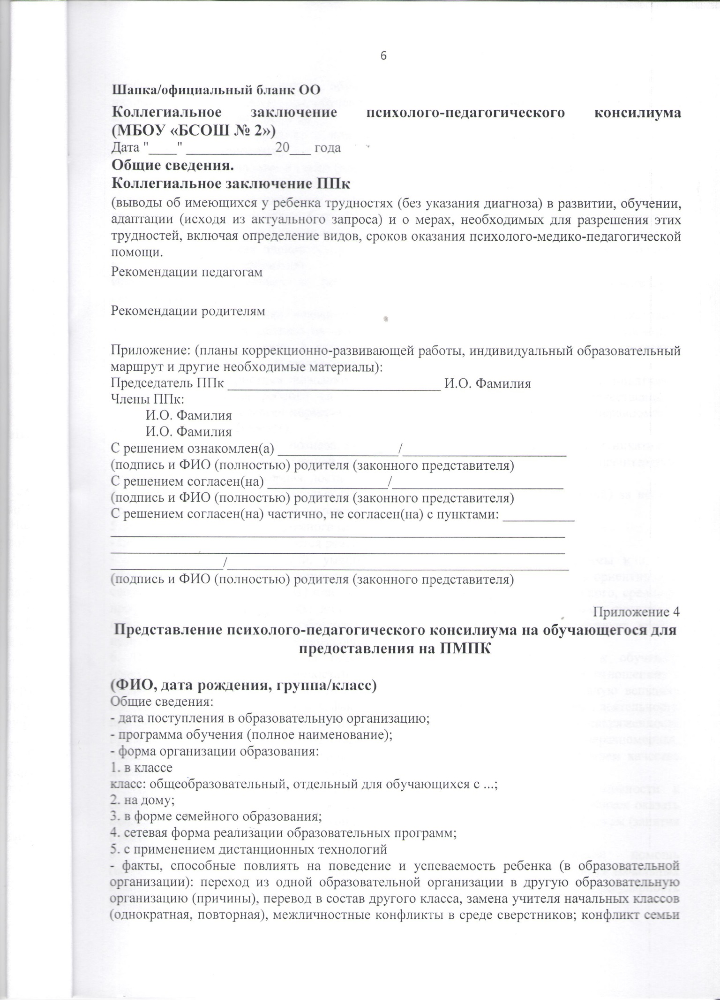 6
Шапка/официальный бланк ОО
Коллегиальное заключение психолого-педагогического консилиума
(МБОУ «БСОШ № 2»)
Дата "____" ____________ 20___ года
Общие сведения.
Коллегиальное заключение ППк
(выводы об имеющихся у ребенка трудностях (без указания диагноза) в развитии, обучении,
адаптации (исходя из актуального запроса) и о мерах, необходимых для разрешения этих
трудностей, включая определение видов, сроков оказания психолого-медико-педагогической
помощи.
Рекомендации педагогам
Рекомендации родителям
Приложение: (планы коррекционно-развивающей работы, индивидуальный образовательный
маршрут и другие необходимые материалы):
Председатель ППк ______________________________ И.О. Фамилия
Члены ППк:
И.О. Фамилия
И.О. Фамилия
С решением ознакомлен(а) _________________/_______________________
(подпись и ФИО (полностью) родителя (законного представителя)
С решением согласен(на) _________________/________________________
(подпись и ФИО (полностью) родителя (законного представителя)
С решением согласен(на) частично, не согласен(на) с пунктами: __________
________________________________________________________________
________________________________________________________________
________________/________________________________________________
(подпись и ФИО (полностью) родителя (законного представителя)
Приложение 4
Представление психолого-педагогического консилиума на обучающегося для
предоставления на ПМПК
(ФИО, дата рождения, группа/класс)
Общие сведения:
- дата поступления в образовательную организацию;
- программа обучения (полное наименование);
- форма организации образования:
1. в классе
класс: общеобразовательный, отдельный для обучающихся с ...;
2. на дому;
3. в форме семейного образования;
4. сетевая форма реализации образовательных программ;
5. с применением дистанционных технологий
- факты, способные повлиять на поведение и успеваемость ребенка (в образовательной
организации): переход из одной образовательной организации в другую образовательную
организацию (причины), перевод в состав другого класса, замена учителя начальных классов
(однократная, повторная), межличностные конфликты в среде сверстников; конфликт семьи